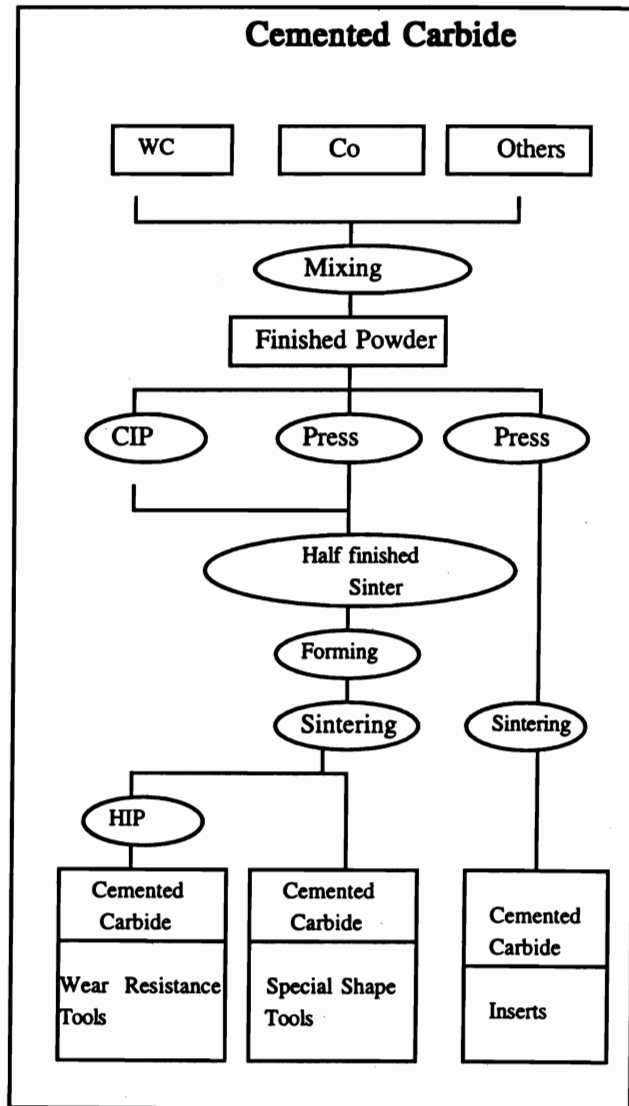 Cemented Carbide
WC
Co
Others
Mixing
Finished Powder
CIP
Press
Press
Half finished
Sinter
Forming
Sintering
Sintering
HIP
Cemented
Carbide
Cemented
Carbide
Cemented
Carbide
Wear Resistance
Tools
Special Shape
Tools
Inserts